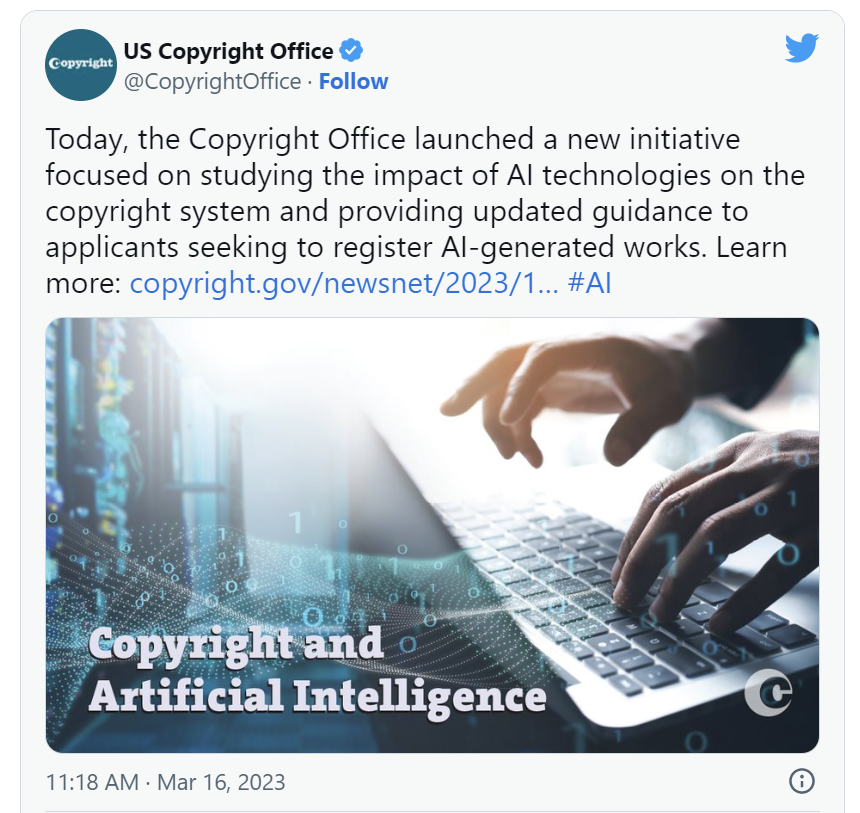 Copyright
US Copyright Office
@CopyrightOffice · Follow
Today, the Copyright Office launched a new initiative
focused on studying the impact of AI technologies on the
copyright system and providing updated guidance to
applicants seeking to register AI-generated works. Learn
more: copyright.gov/newsnet/2023/1... #AI
Copyright and
Artificial Intelligence
11:18 AM · Mar 16, 2023